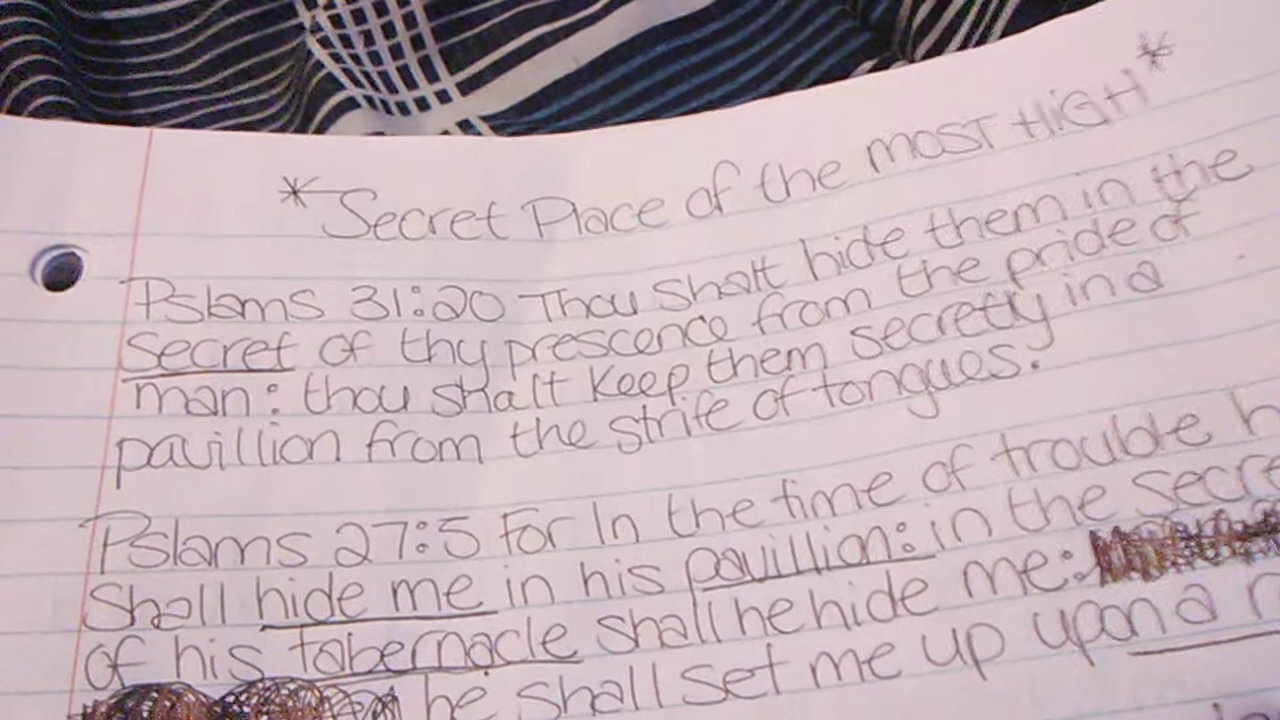 *Secret Place of the most HiGH*
Pslams 31:20 Thou shalt hide them in the
secret of thy prescence from the pride of
man: thou shalt keep them secretly in a
pavillion from the strife of tongues.
Pslams 27:5 For In the time of trouble h
Shall hide me in his pavillion: in the secre
of his tabernacle shall he hide me:
he shall set me up upon a r